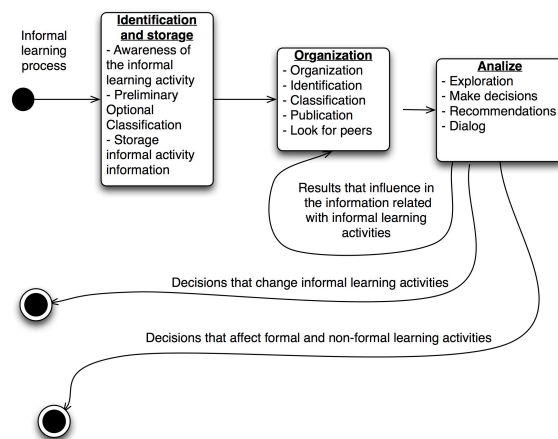 Informal
learning
process
Identification
and storage
- Awareness of
the informal
learning activity
- Preliminary
Optional
Classification
- Storage
informal activity
information
Organization
- Organization
- Identification
- Classification
- Publication
- Look for peers
Analize
- Exploration
- Make decisions
- Recommendations
- Dialog
Results that influence in
the information related
with informal learning
activities
Decisions that change informal learning activities
Decisions that affect formal and non-formal learning activities